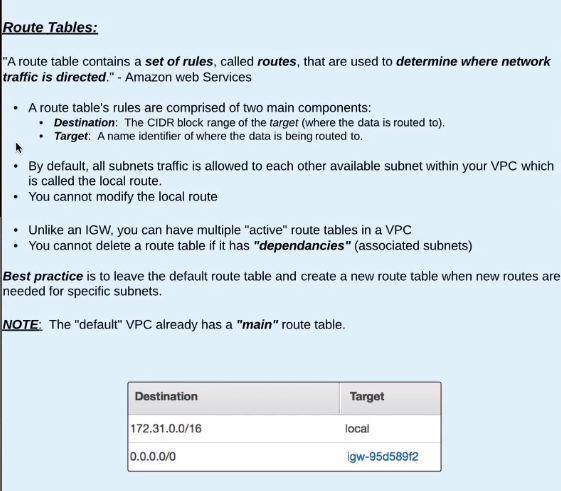 Route Tables:
"A route table contains a set of rules, called routes, that are used to determine where network
traffic is directed." - Amazon web Services
• A route table's rules are comprised of two main components:
• Destination: The CIDR block range of the target (where the data is routed to).
• Target: A name identifier of where the data is being routed to.
• By default, all subnets traffic is allowed to each other available subnet within your VPC which
is called the local route.
• You cannot modify the local route
• Unlike an IGW, you can have multiple "active" route tables in a VPC
• You cannot delete a route table if it has "dependancies" (associated subnets)
Best practice is to leave the default route table and create a new route table when new routes are
needed for specific subnets.
NOTE: The "default" VPC already has a "main" route table.
Destination Target
172.31.0.0/16 local
0.0.0.0/0 igw-95d589f2